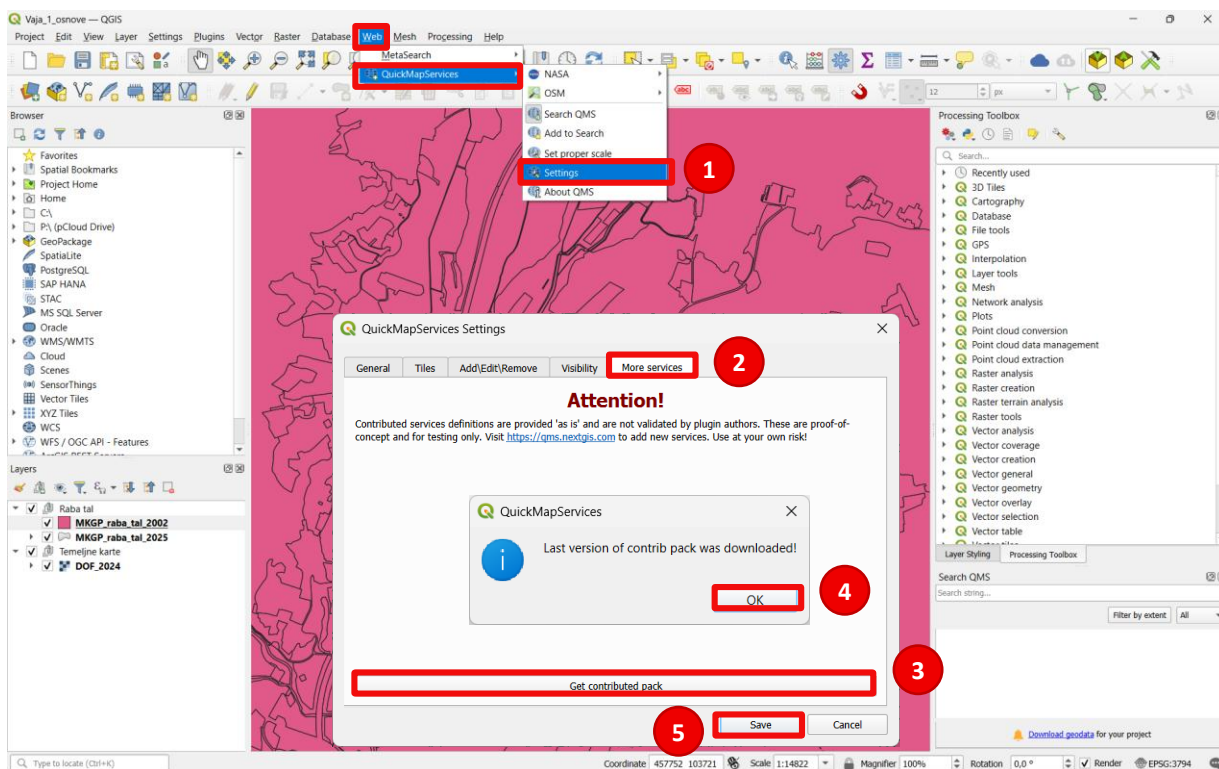 Vaja_1_osnove — QGIS
Project Edit View Layer Settings Plugins Vector Raster Database Web Mesh Processing Help
MetaSearch
QuickMapServices
NASA
OSM
Search QMS
Add to Search
Set proper scale
Settings
About QMS
1
abc
12
px
Browser
Favorites
Spatial Bookmarks
Project Home
Home
C:\
P:\ (pCloud Drive)
GeoPackage
SpatiaLite
PostgreSQL
SAP HANA
STAC
MS SQL Server
Oracle
WMS/WMTS
Cloud
Scenes
SensorThings
Vector Tiles
XYZ Tiles
WCS
WFS / OGC API - Features
ArcGIS REST Servers
Layers
Raba tal
MKGP_raba_tal_2002
MKGP_raba_tal_2025
Temeljne karte
DOF_2024
QuickMapServices Settings
2
General Tiles Add\Edit\Remove Visibility More services
Attention!
Contributed services definitions are provided 'as is' and are not validated by plugin authors. These are proof-of-
concept and for testing only. Visit https://qms.nextgis.com to add new services. Use at your own risk!
QuickMapServices
Last version of contrib pack was downloaded!
OK
4
3
Get contributed pack
5
Save Cancel
Processing Toolbox
Search...
Recently used
3D Tiles
Cartography
Database
File tools
GPS
Interpolation
Layer tools
Mesh
Network analysis
Plots
Point cloud conversion
Point cloud data management
Point cloud extraction
Raster analysis
Raster creation
Raster terrain analysis
Raster tools
Vector analysis
Vector coverage
Vector creation
Vector general
Vector geometry
Vector overlay
Vector selection
Vector table
Layer Styling Processing Toolbox
Search QMS
Search string...
Filter by extent All
Download geodata for your project
Type to locate (Ctrl+K) Coordinate 457752 103721 Scale 1:14822 Magnifier 100% Rotation 0,0 ° Render EPSG:3794